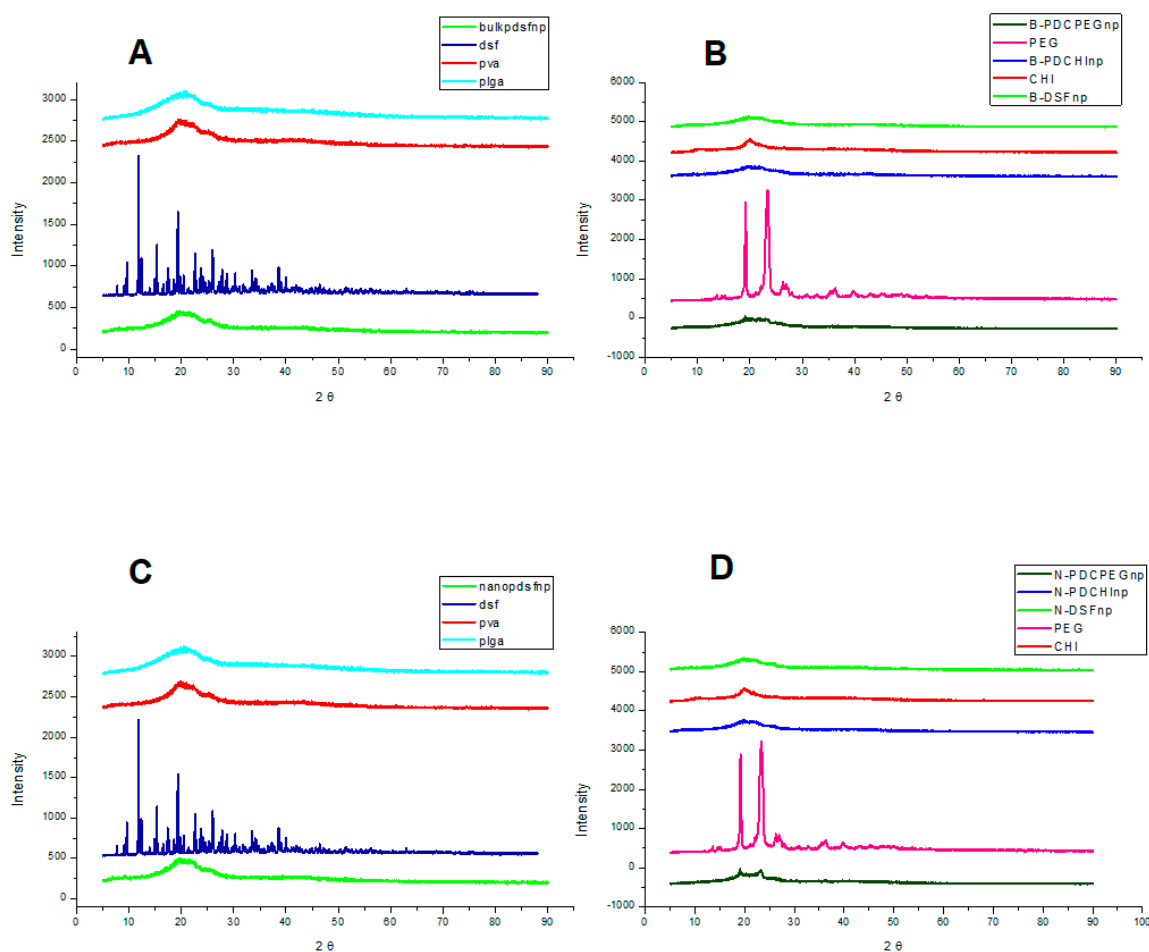 A
bulkpdsfnp
dsf
pva
plga
3000
2500
2000
1500
1000
500
0
Intensity
0 10 20 30 40 50 60 70 80 90
2 θ
B
B-PDCPEGnp
PEG
B-PDCHInp
CHI
B-DSFnp
6000
5000
4000
3000
2000
1000
0
-1000
Intensity
0 10 20 30 40 50 60 70 80 90
2 θ
C
nanopdsfnp
dsf
pva
plga
3000
2500
2000
1500
1000
500
0
Intensity
0 10 20 30 40 50 60 70 80 90
2 θ
D
N-PDCPEGnp
N-PDCHInp
N-DSFnp
PEG
CHI
6000
5000
4000
3000
2000
1000
0
-1000
Intensity
0 10 20 30 40 50 60 70 80 90 100
2 θ